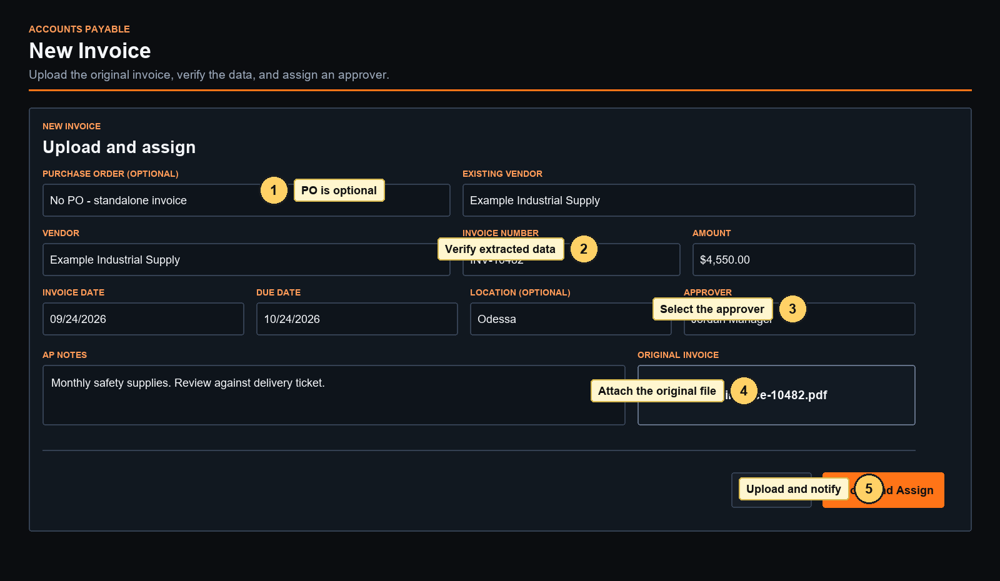 ACCOUNTS PAYABLE
New Invoice
Upload the original invoice, verify the data, and assign an approver.
NEW INVOICE
Upload and assign
PURCHASE ORDER (OPTIONAL)
EXISTING VENDOR
No PO - standalone invoice
1
PO is optional
Example Industrial Supply
VENDOR
INVOICE NUMBER
AMOUNT
Example Industrial Supply
Verify extracted data
2
$4,550.00
INVOICE DATE
DUE DATE
LOCATION (OPTIONAL)
APPROVER
09/24/2026
10/24/2026
Odessa
Select the approver
3
AP NOTES
ORIGINAL INVOICE
Monthly safety supplies. Review against delivery ticket.
Attach the original file
4
e-10482.pdf
Upload and notify
5
Assign